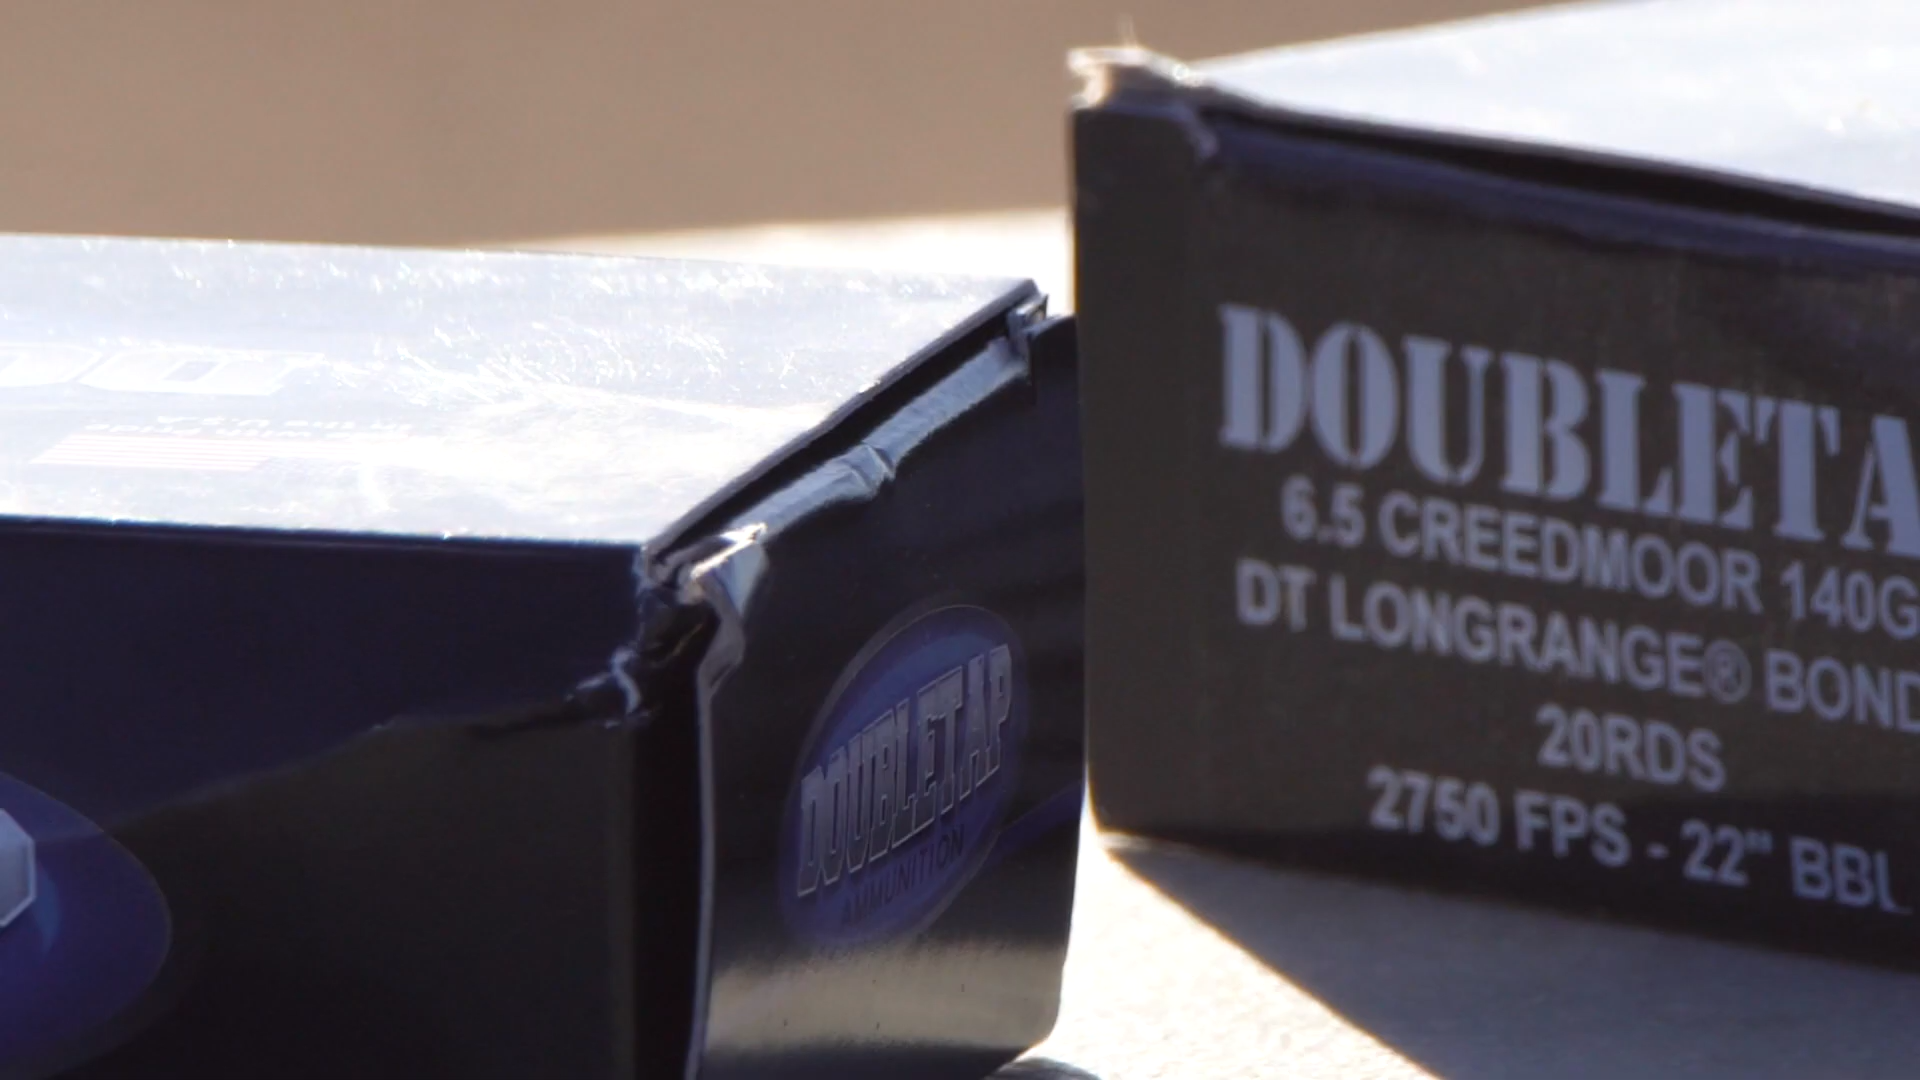 DOUBLETAP
AMMUNITION
DOUBLETA
6.5 CREEDMOOR 140G
DT LONGRANGE® BOND
20RDS
2750 FPS - 22" BBL